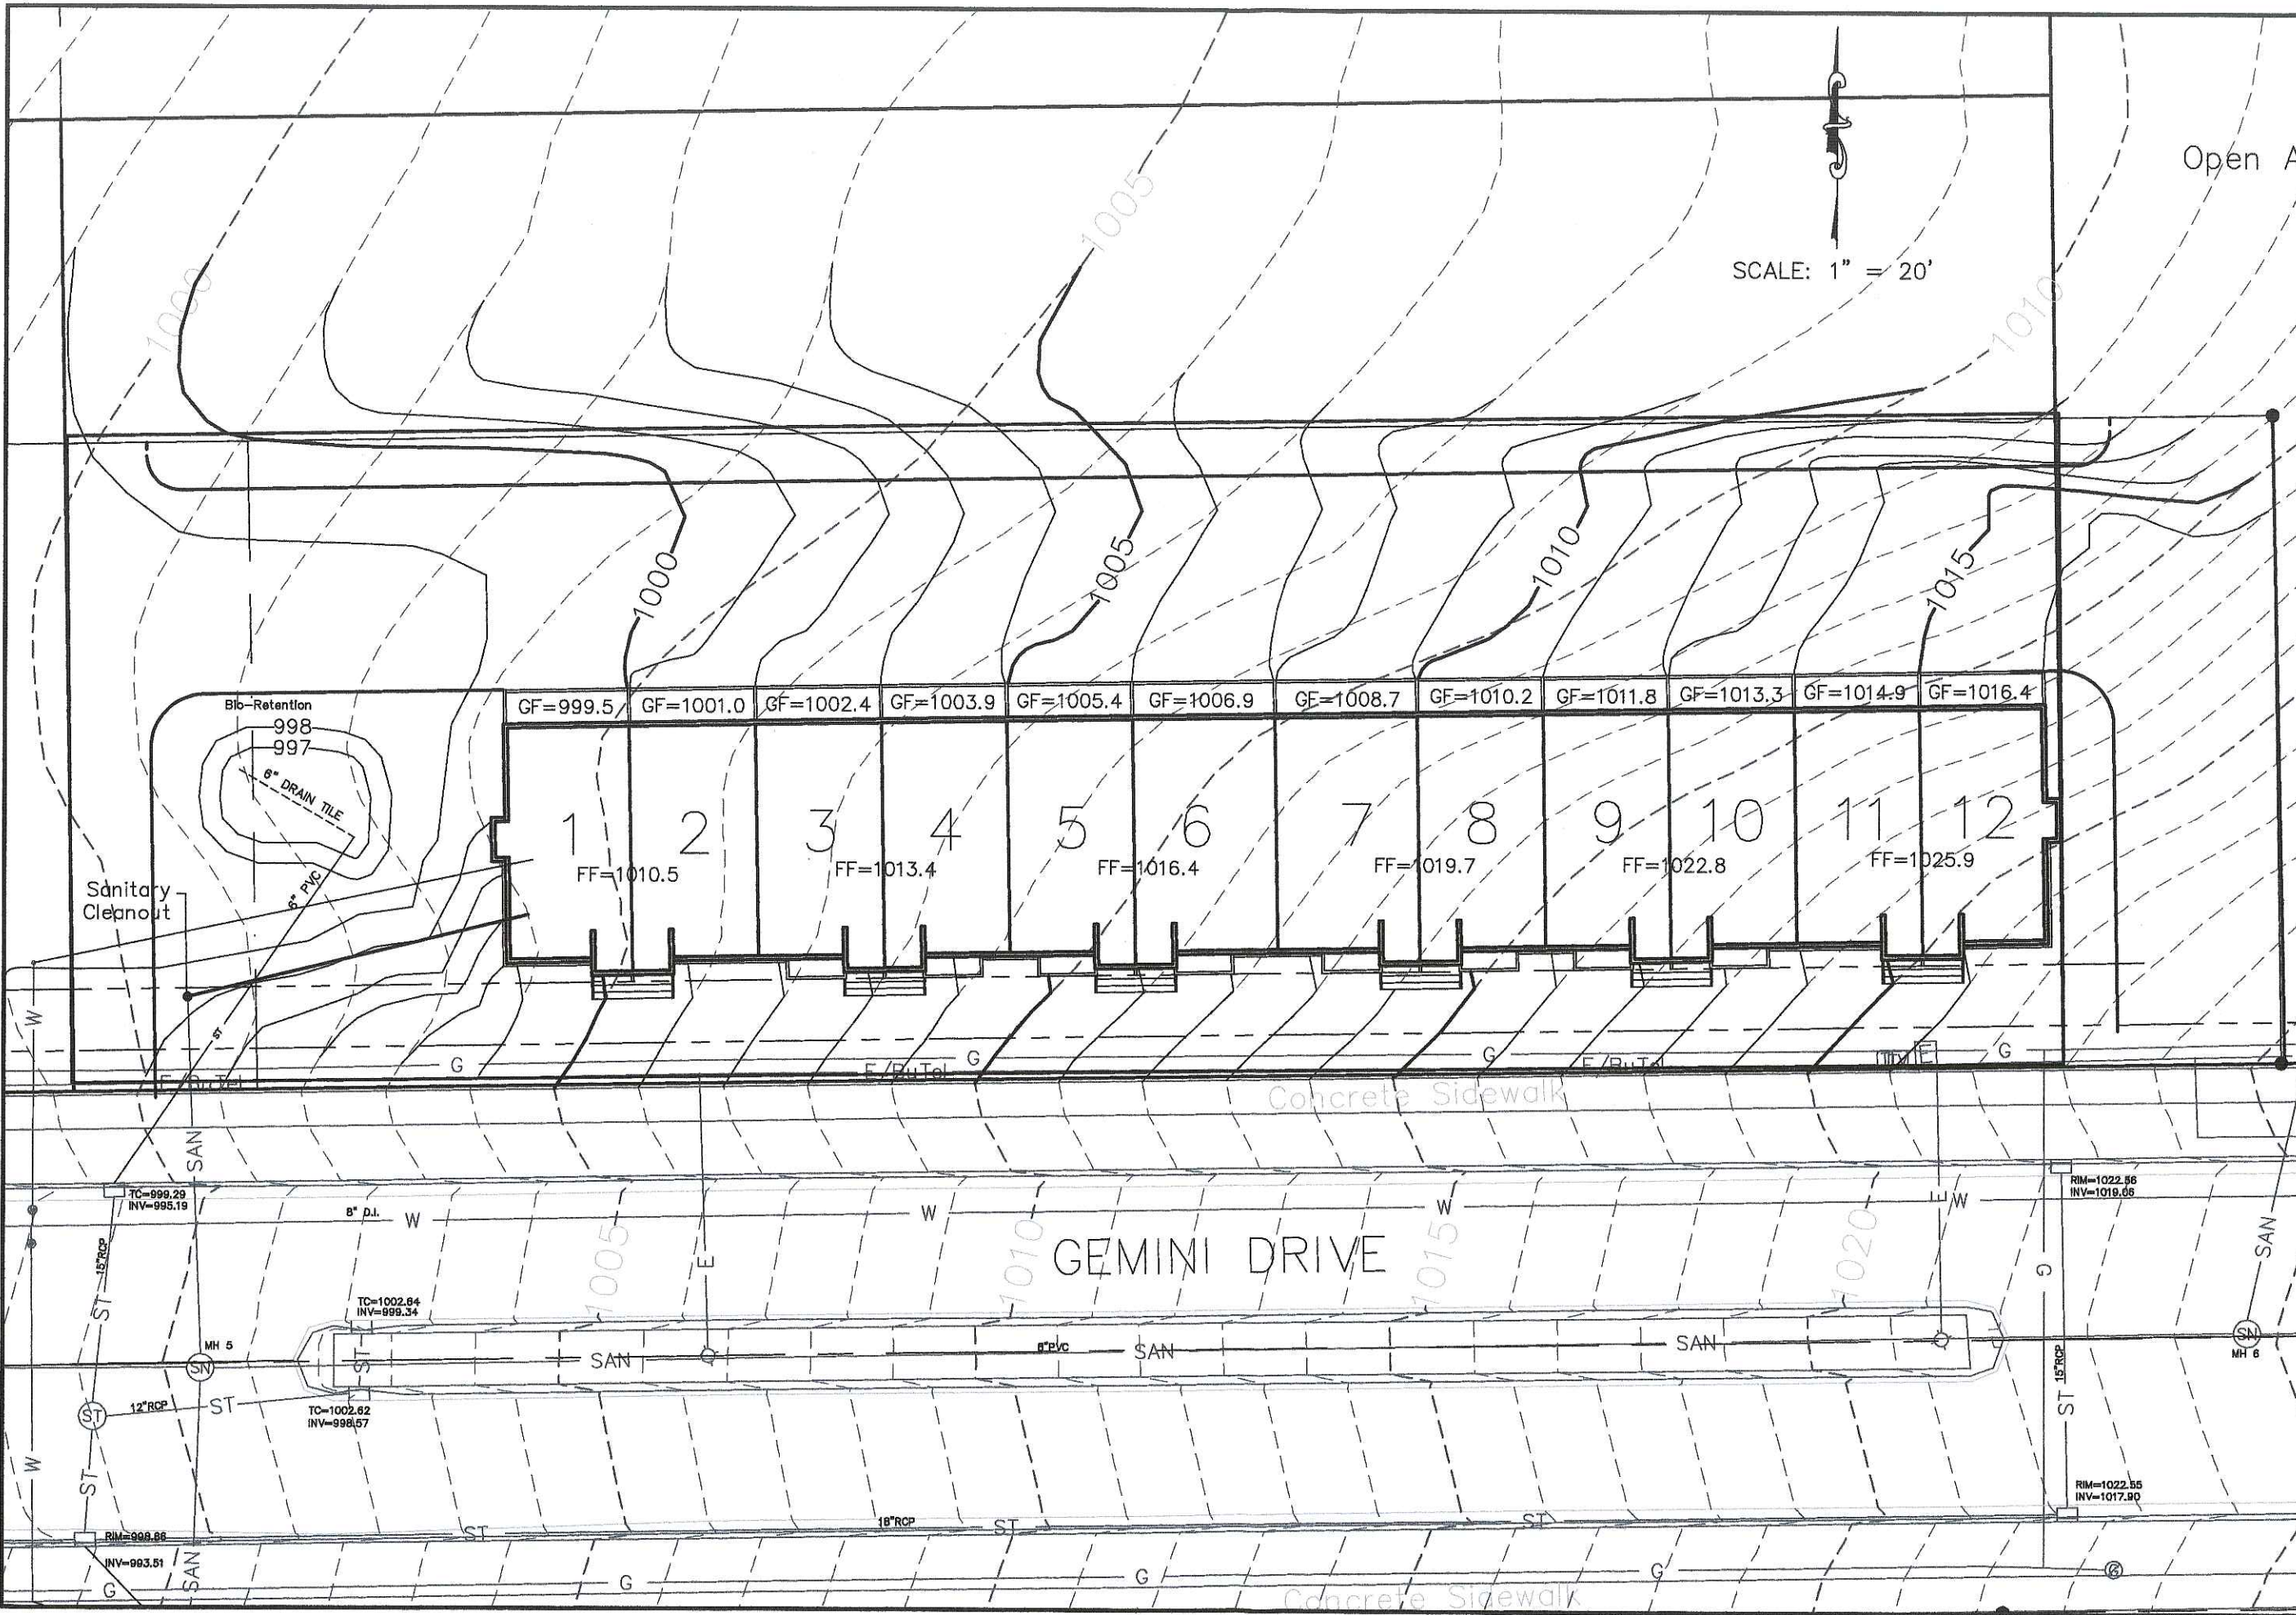 Open
1005
1000
SCALE: 1" = 20'
1010
1000
1005
1010
1015
Bio-Retention
998
997
6" DRAIN TILE
6" PVC
GF=999.5
GF=1001.0
GF=1002.4
GF=1003.9
GF=1005.4
GF=1006.9
GF=1008.7
GF=1010.2
GF=1011.8
GF=1013.3
GF=1014.9
GF=1016.4
1
2
3
4
5
6
7
8
9
10
11
12
FF=1010.5
FF=1013.4
FF=1016.4
FF=1019.7
FF=1022.8
FF=1025.9
Sanitary
Cleanout
W
ST
G
G
G
G
E/BuTel
E/BuTel
Concrete Sidewalk
SAN
TC=999.29
INV=995.19
RIM=1022.56
INV=1019.06
8" D.I.
W
W
W
W
E
E
15"RCP
ST
1005
1010
1015
1020
GEMINI DRIVE
G
SAN
TC=1002.64
INV=999.34
MH 5
SN
ST
SAN
8"PVC
SAN
SAN
SN
MH 6
15"RCP
ST
ST
12"RCP
ST
TC=1002.62
INV=998.57
W
ST
RIM=1022.55
INV=1017.90
RIM=998.86
INV=993.51
ST
18"RCP
ST
ST
SAN
G
G
G
G
Concrete Sidewalk